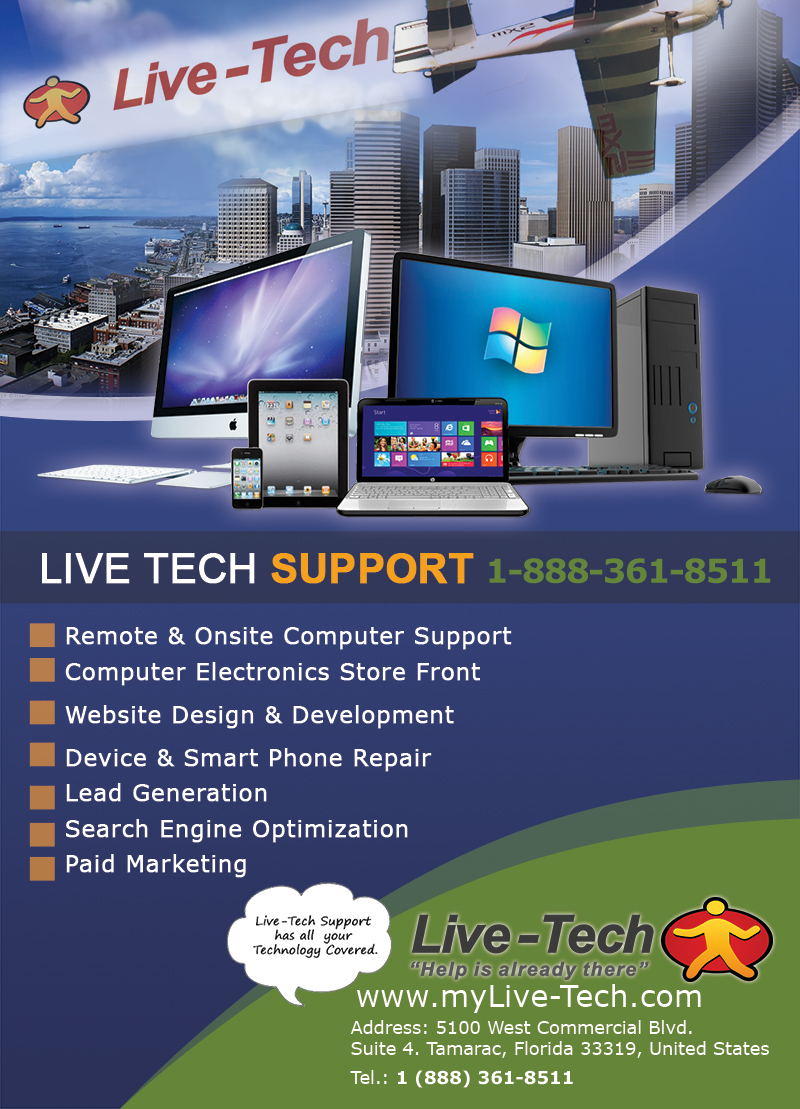 Live-Tech
mx2
mx2
Start
LIVE TECH SUPPORT 1-888-361-8511
Remote & Onsite Computer Support
Computer Electronics Store Front
Website Design & Development
Device & Smart Phone Repair
Lead Generation
Search Engine Optimization
Paid Marketing
Live-Tech Support
has all your
Technology Covered.
Live-Tech
“Help is already there”
www.myLive-Tech.com
Address: 5100 West Commercial Blvd.
Suite 4. Tamarac, Florida 33319, United States
Tel.: 1 (888) 361-8511